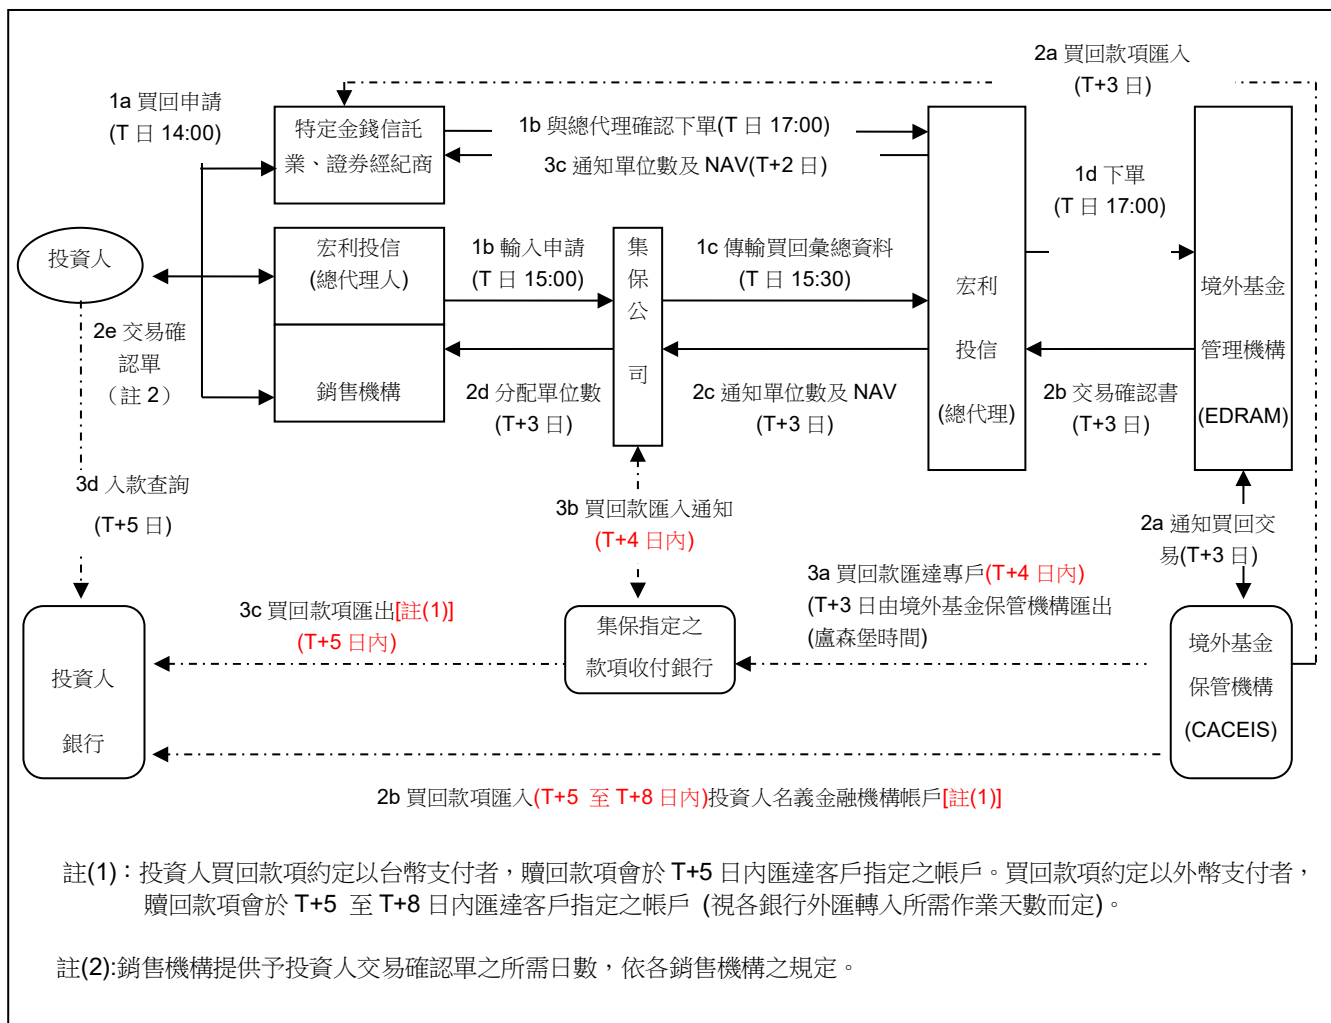 2a 買回款項匯入
(T+3 日)
1a 買回申請
(T 日 14:00)
特定金錢信託
業、證券經紀商
1b 與總代理確認下單(T 日 17:00)
3c 通知單位數及 NAV(T+2 日)
1d 下單
(T 日 17:00)
投資人
宏利投信
(總代理人)
1b 輸入申請
(T 日 15:00)
集
保
公
司
1c 傳輸買回彙總資料
(T 日 15:30)
宏利
投信
(總代理)
境外基金
管理機構
(EDRAM)
2e 交易確
認單
（註 2）
銷售機構
2d 分配單位數
(T+3 日)
2c 通知單位數及 NAV
(T+3 日)
2b 交易確認書
(T+3 日)
3d 入款查詢
(T+5 日)
3b 買回款匯入通知
(T+4 日內)
2a 通知買回交
易(T+3 日)
3a 買回款匯達專戶(T+4 日內)
(T+3 日由境外基金保管機構匯出
(盧森堡時間)
3c 買回款項匯出[註(1)]
(T+5 日內)
集保指定之
款項收付銀行
投資人
銀行
境外基金
保管機構
(CACEIS)
2b 買回款項匯入(T+5 至 T+8 日內)投資人名義金融機構帳戶[註(1)]
註(1)：投資人買回款項約定以台幣支付者，贖回款項會於 T+5 日內匯達客戶指定之帳戶。買回款項約定以外幣支付者，
贖回款項會於 T+5 至 T+8 日內匯達客戶指定之帳戶 (視各銀行外匯轉入所需作業天數而定)。
註(2):銷售機構提供予投資人交易確認單之所需日數，依各銷售機構之規定。